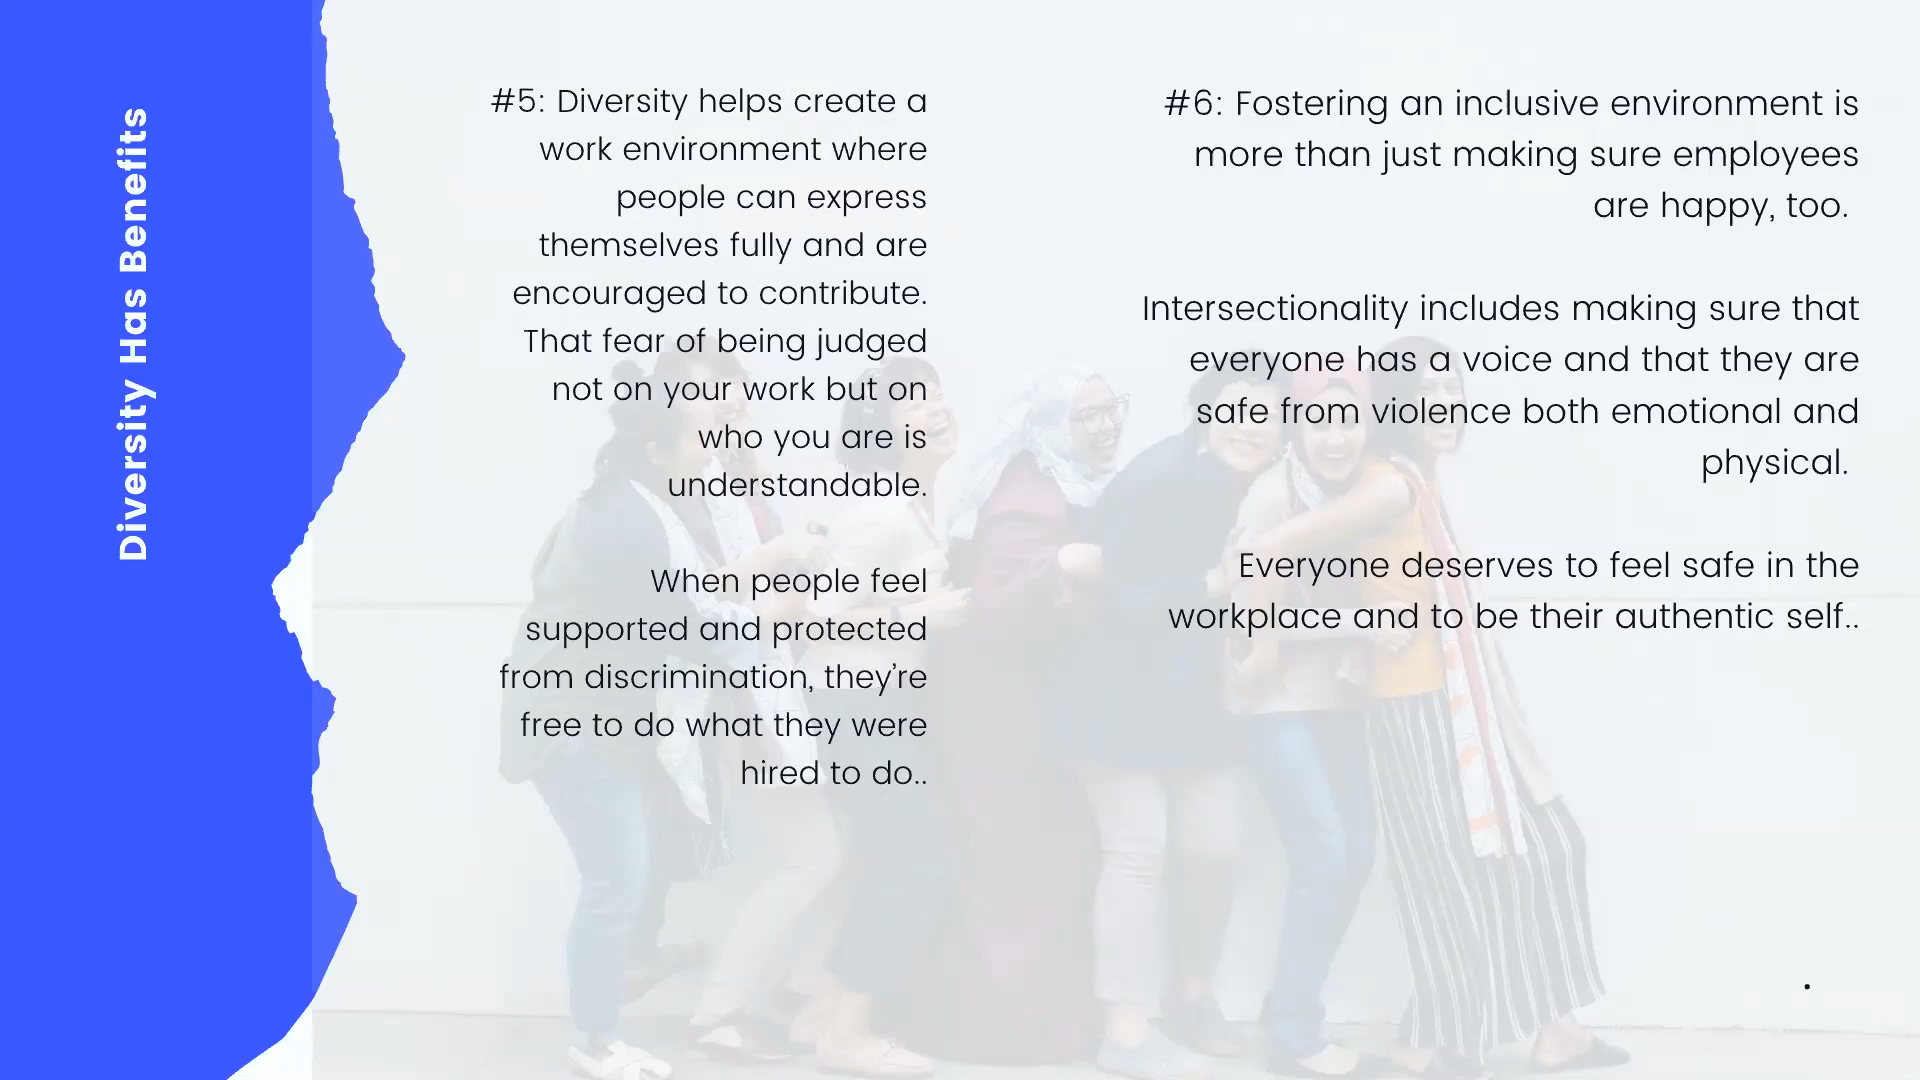 Diversity Has Benefits
#5: Diversity helps create a
work environment where
people can express
themselves fully and are
encouraged to contribute.
That fear of being judged
not on your work but on
who you are is
understandable.
When people feel
supported and protected
from discrimination, they’re
free to do what they were
hired to do..
#6: Fostering an inclusive environment is
more than just making sure employees
are happy, too.
Intersectionality includes making sure that
everyone has a voice and that they are
safe from violence both emotional and
physical.
Everyone deserves to feel safe in the
workplace and to be their authentic self..
.